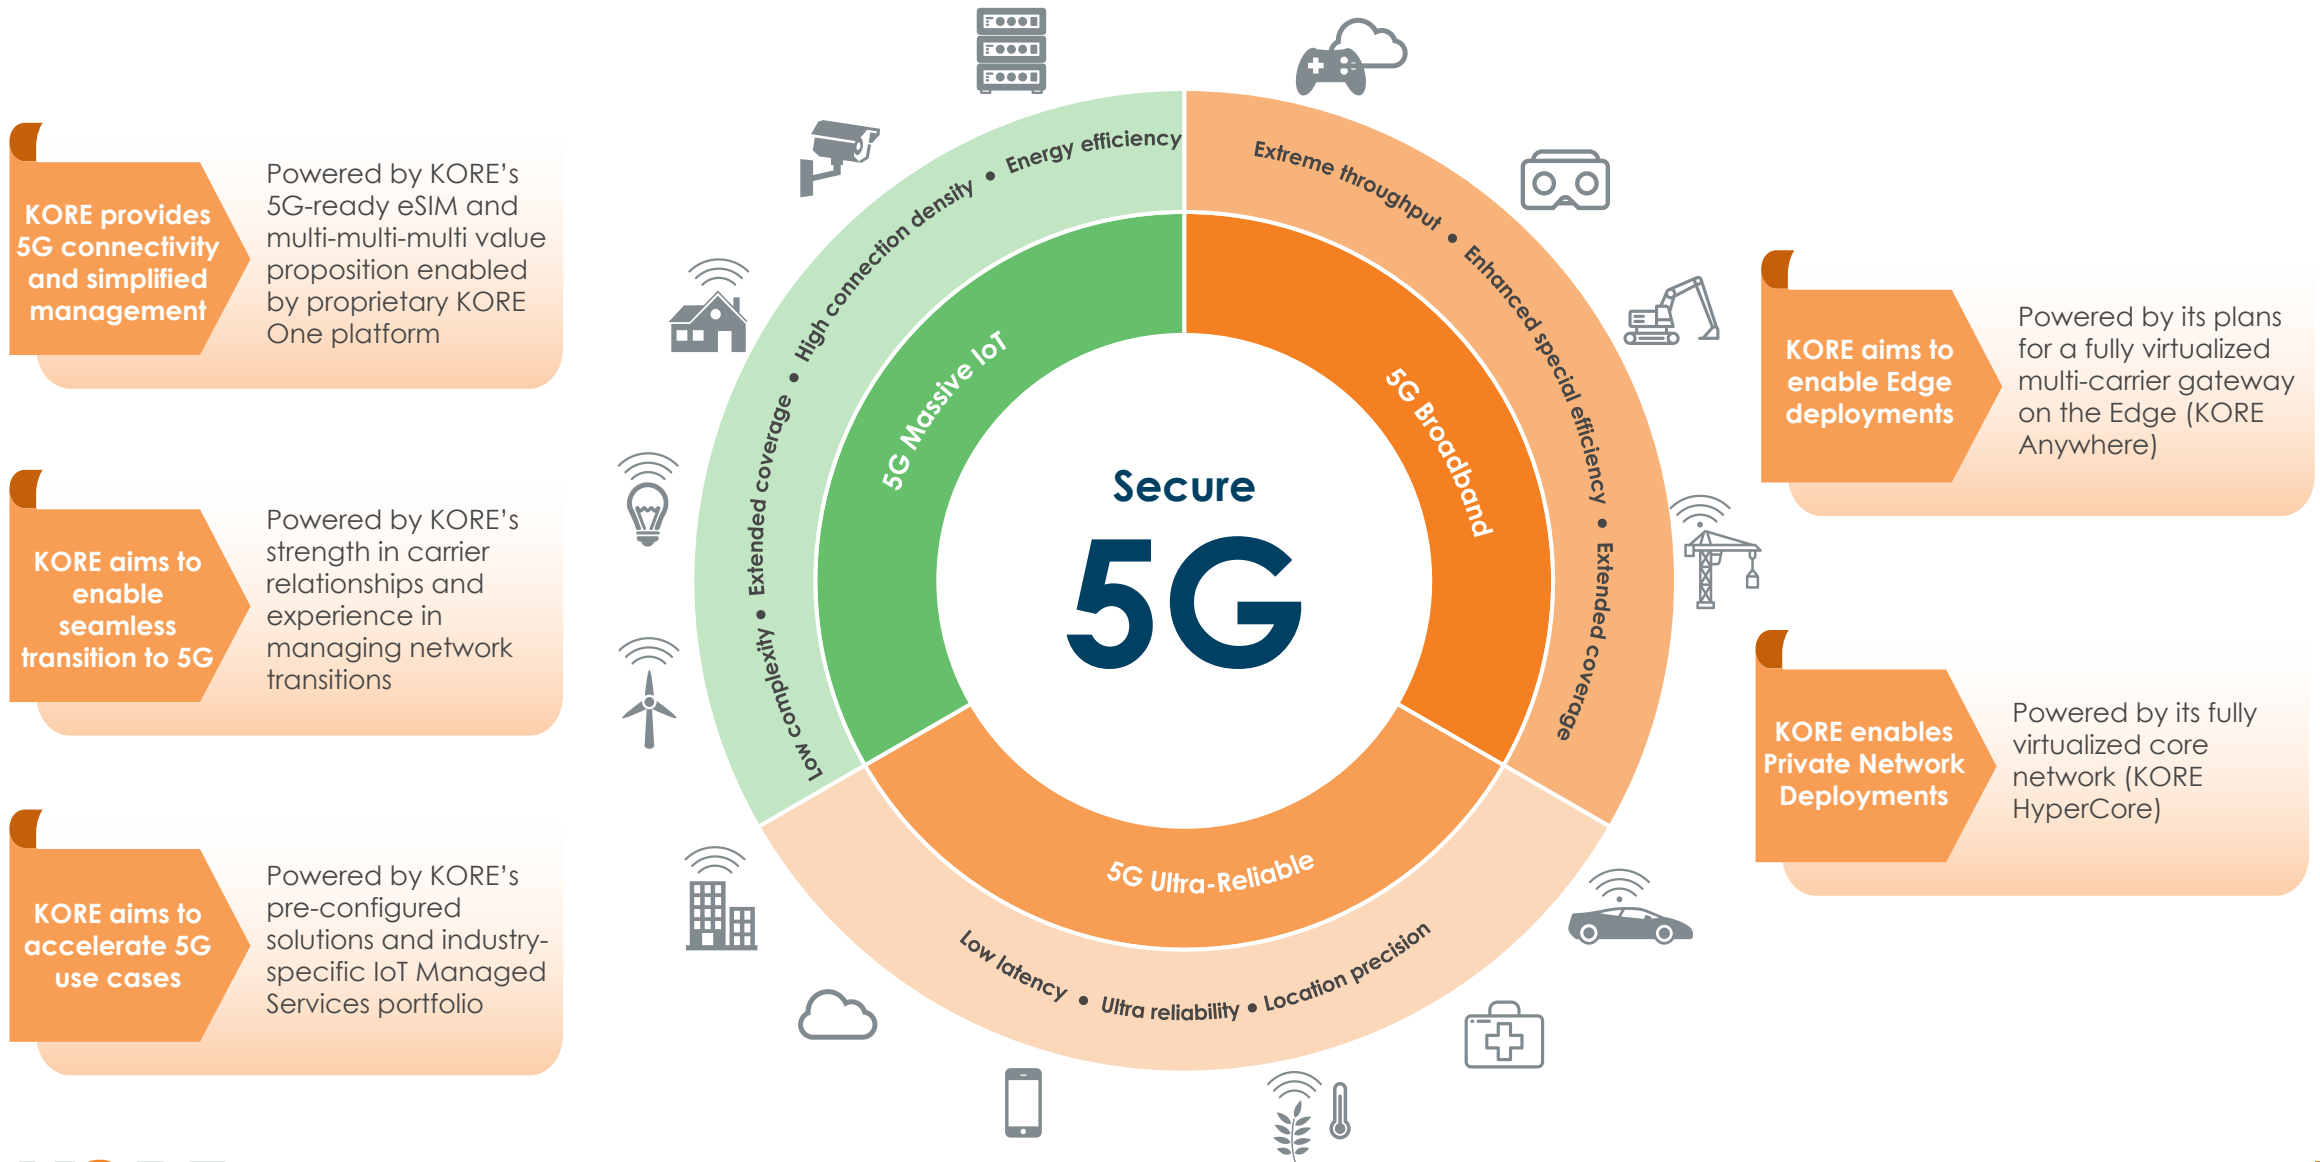 KORE provides
5G connectivity
and simplified
management
Powered by KORE's
5G-ready eSIM and
multi-multi-multi value
proposition enabled
by proprietary KORE
One platform
KORE aims to
enable
seamless
transition to 5G
Powered by KORE's
strength in carrier
relationships and
experience in
managing network
transitions
KORE aims to
accelerate 5G
use cases
Powered by KORE's
pre-configured
solutions and industry-
specific IoT Managed
Services portfolio
Low complexity • Extended coverage • High connection density • Energy efficiency
5G Massive IoT
Extreme throughput • Enhanced special efficiency • Extended coverage
5G Broadband
Secure
5G
5G Ultra-Reliable
Low latency • Ultra reliability • Location precision
KORE aims to
enable Edge
deployments
Powered by its plans
for a fully virtualized
multi-carrier gateway
on the Edge (KORE
Anywhere)
KORE enables
Private Network
Deployments
Powered by its fully
virtualized core
network (KORE
HyperCore)